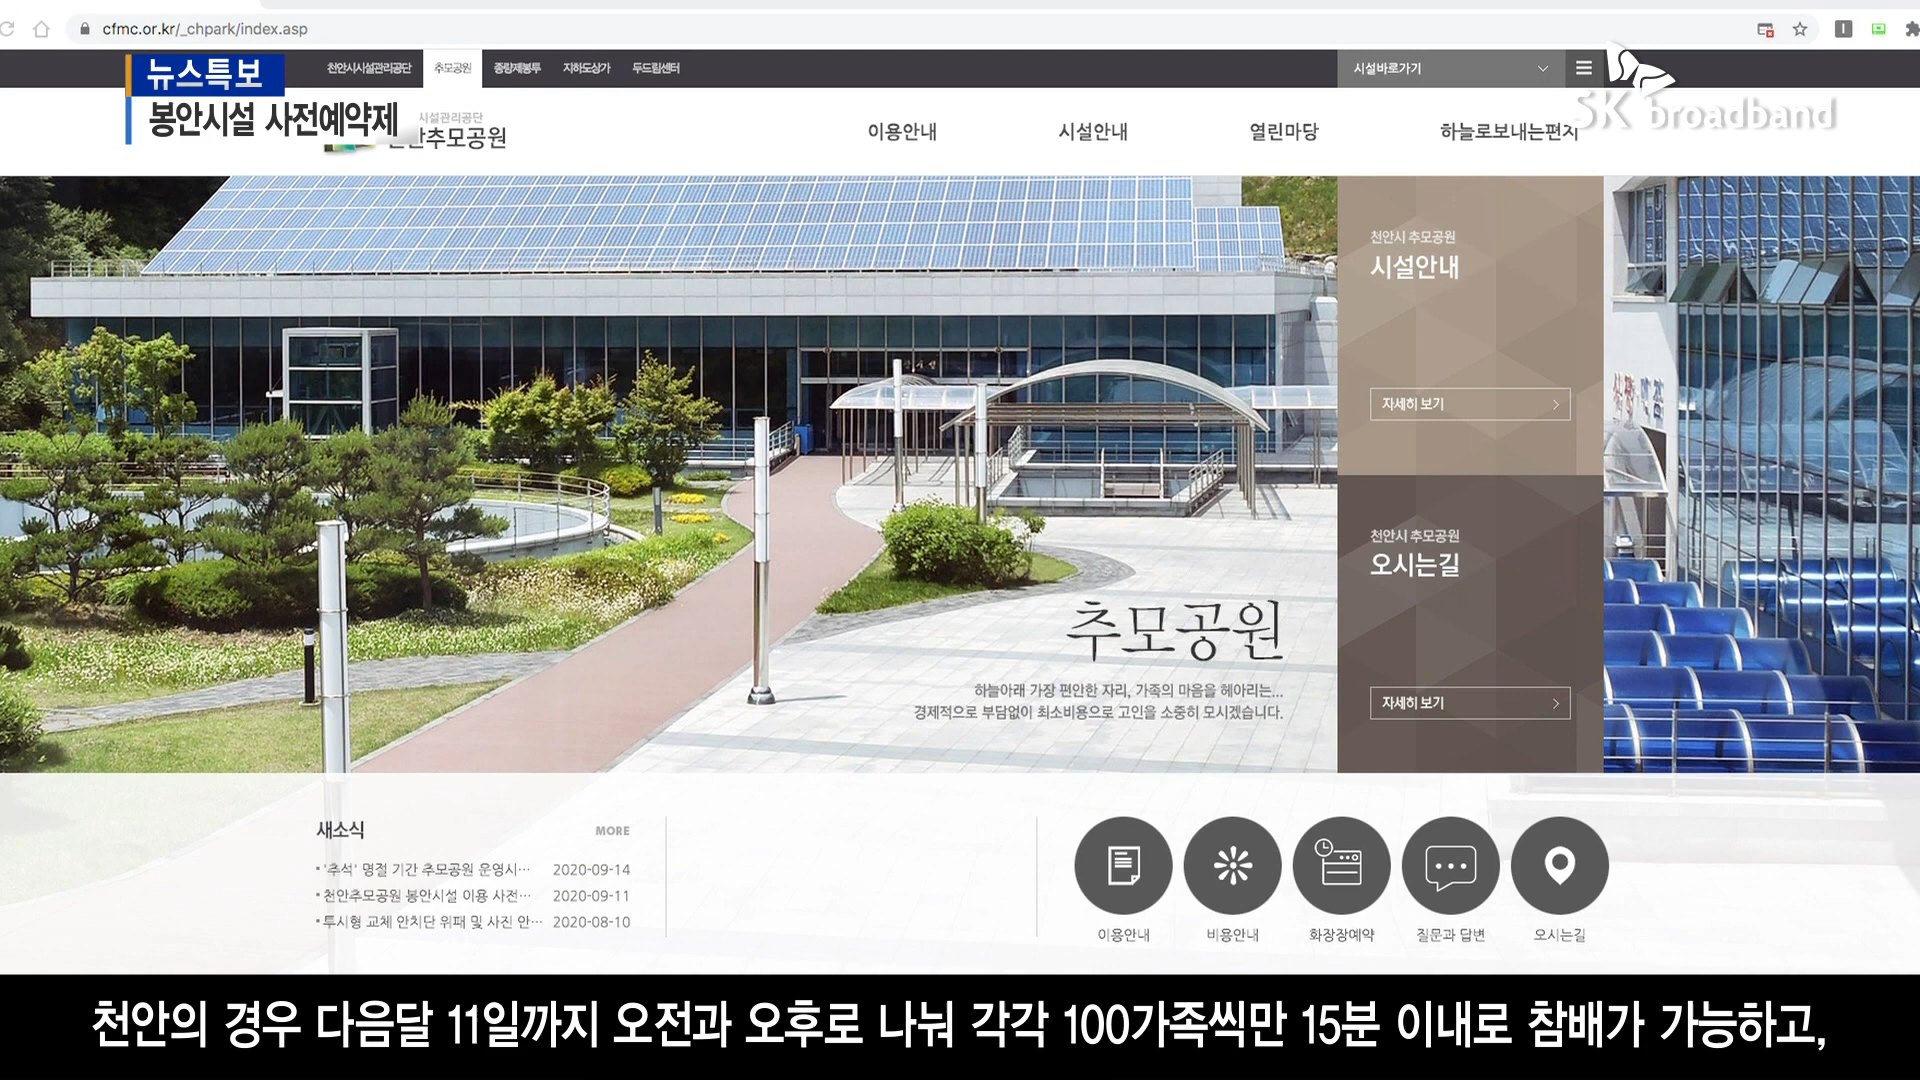 cfmc.or.kr/_chpark/index.asp
천안시시설관리공단 추모공원 종량제봉투 지하도상가 두드림센터
시설바로가기
뉴스특보
봉안시설 사전예약제
SK broadband
시설관리공단
추모공원
이용안내 시설안내 열린마당 하늘로보내는편지
천안시 추모공원
시설안내
자세히 보기
천안시 추모공원
오시는길
자세히 보기
추모공원
하늘아래 가장 편안한 자리, 가족의 마음을 헤아리는...
경제적으로 부담없이 최소비용으로 고인을 소중히 모시겠습니다.
새소식 MORE
'추석' 명절 기간 추모공원 운영시… 2020-09-14
천안추모공원 봉안시설 이용 사전… 2020-09-11
투시형 교체 안치단 위패 및 사진 안… 2020-08-10
이용안내 비용안내 화장장예약 질문과 답변 오시는길
천안의 경우 다음달 11일까지 오전과 오후로 나눠 각각 100가족씩만 15분 이내로 참배가 가능하고,